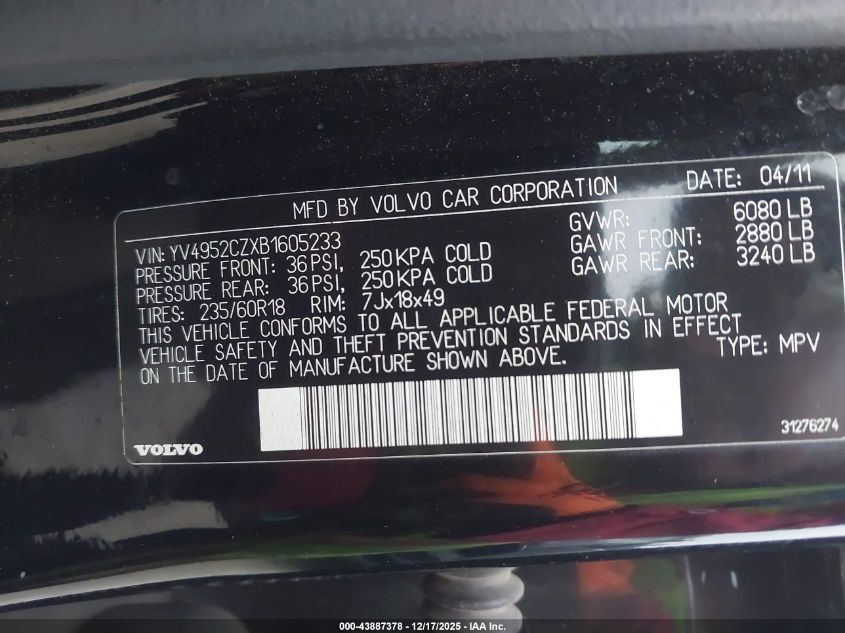 MFD BY VOLVO CAR CORPORATION DATE: 04/11
VIN: YV4952CZXB1605233 GVWR: 6080 LB
PRESSURE FRONT: 36 PSI, 250 KPA COLD GAWR FRONT: 2880 LB
PRESSURE REAR: 36 PSI, 250 KPA COLD GAWR REAR: 3240 LB
TIRES: 235/60R18 RIM: 7Jx18x49
THIS VEHICLE CONFORMS TO ALL APPLICABLE FEDERAL MOTOR
VEHICLE SAFETY AND THEFT PREVENTION STANDARDS IN EFFECT
ON THE DATE OF MANUFACTURE SHOWN ABOVE. TYPE: MPV
VOLVO 31276274
000-43887378 - 12/17/2025 - IAA Inc.